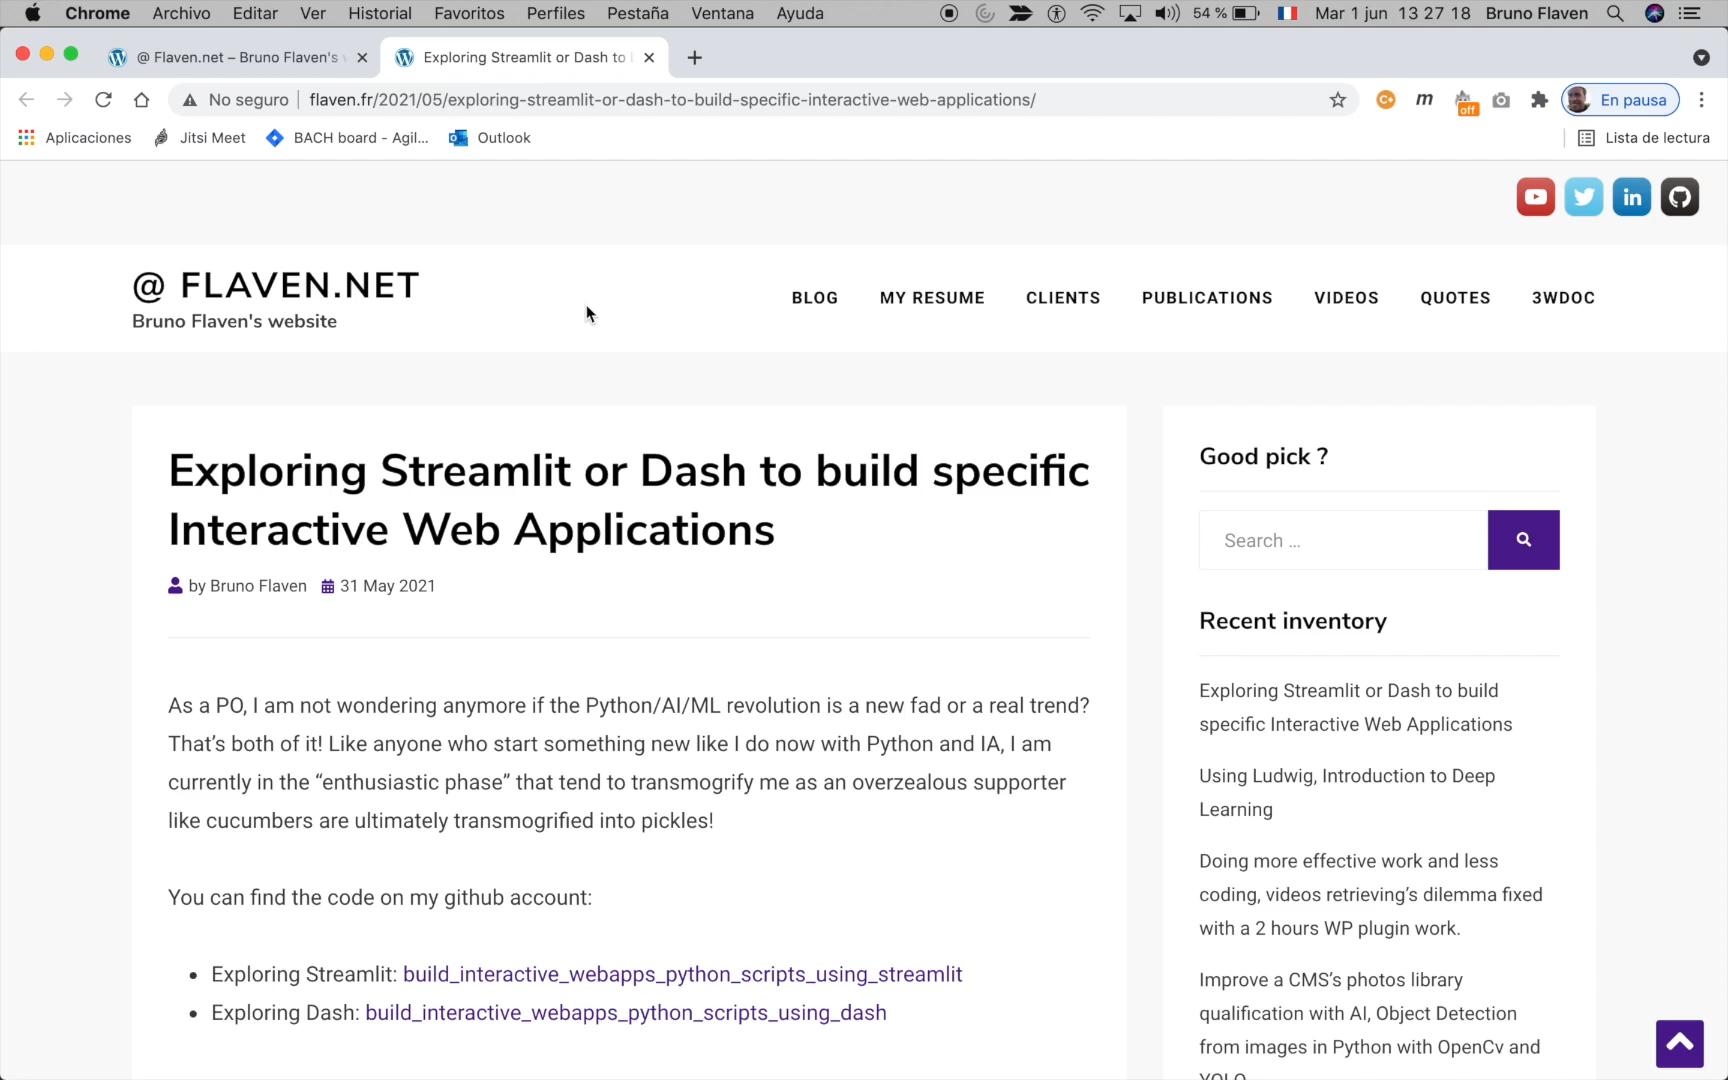 Chrome Archivo Editar Ver Historial Favoritos Perfiles Pestaña Ventana Ayuda 54 % Mar 1 jun 13 27 18 Bruno Flaven
@ Flaven.net – Bruno Flaven's
Exploring Streamlit or Dash to
No seguro flaven.fr/2021/05/exploring-streamlit-or-dash-to-build-specific-interactive-web-applications/
C+ m off En pausa
Aplicaciones Jitsi Meet BACH board - Agil... Outlook Lista de lectura
in
@ FLAVEN.NET
Bruno Flaven's website
BLOG MY RESUME CLIENTS PUBLICATIONS VIDEOS QUOTES 3WDOC
Exploring Streamlit or Dash to build specific
Interactive Web Applications
by Bruno Flaven 31 May 2021
As a PO, I am not wondering anymore if the Python/AI/ML revolution is a new fad or a real trend?
That’s both of it! Like anyone who start something new like I do now with Python and IA, I am
currently in the “enthusiastic phase” that tend to transmogrify me as an overzealous supporter
like cucumbers are ultimately transmogrified into pickles!
You can find the code on my github account:
• Exploring Streamlit: build_interactive_webapps_python_scripts_using_streamlit
• Exploring Dash: build_interactive_webapps_python_scripts_using_dash
Good pick ?
Search ...
Recent inventory
Exploring Streamlit or Dash to build
specific Interactive Web Applications
Using Ludwig, Introduction to Deep
Learning
Doing more effective work and less
coding, videos retrieving’s dilemma fixed
with a 2 hours WP plugin work.
Improve a CMS’s photos library
qualification with AI, Object Detection
from images in Python with OpenCv and
YOLO